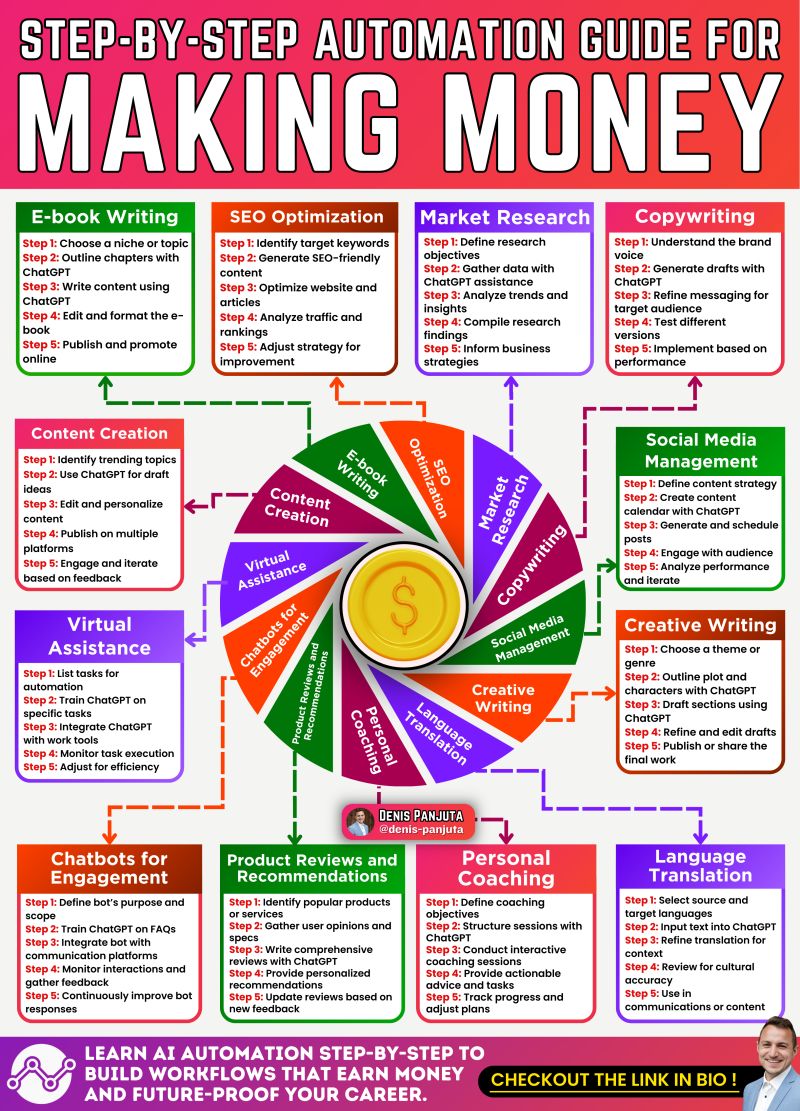 STEP-BY-STEP AUTOMATION GUIDE FOR
MAKING MONEY
E-book Writing
Step 1: Choose a niche or topic
Step 2: Outline chapters with
ChatGPT
Step 3: Write content using
ChatGPT
Step 4: Edit and format the e-
book
Step 5: Publish and promote
online
SEO Optimization
Step 1: Identify target keywords
Step 2: Generate SEO-friendly
content
Step 3: Optimize website and
articles
Step 4: Analyze traffic and
rankings
Step 5: Adjust strategy for
improvement
Market Research
Step 1: Define research
objectives
Step 2: Gather data with
ChatGPT assistance
Step 3: Analyze trends and
insights
Step 4: Compile research
findings
Step 5: Inform business
strategies
Copywriting
Step 1: Understand the brand
voice
Step 2: Generate drafts with
ChatGPT
Step 3: Refine messaging for
target audience
Step 4: Test different
versions
Step 5: Implement based on
performance
Content Creation
Step 1: Identify trending topics
Step 2: Use ChatGPT for draft
ideas
Step 3: Edit and personalize
content
Step 4: Publish on multiple
platforms
Step 5: Engage and iterate
based on feedback
E-book
Writing
SEO
Optimization
Market
Research
Copywriting
Social Media
Management
Creative
Writing
Language
Translation
Personal
Coaching
Product Reviews and
Recommendations
Chatbots for
Engagement
Virtual
Assistance
Content
Creation
$
Social Media
Management
Step 1: Define content strategy
Step 2: Create content
calendar with ChatGPT
Step 3: Generate and schedule
posts
Step 4: Engage with audience
Step 5: Analyze performance
and iterate
Virtual
Assistance
Step 1: List tasks for
automation
Step 2: Train ChatGPT on
specific tasks
Step 3: Integrate ChatGPT
with work tools
Step 4: Monitor task execution
Step 5: Adjust for efficiency
Creative Writing
Step 1: Choose a theme or
genre
Step 2: Outline plot and
characters with ChatGPT
Step 3: Draft sections using
ChatGPT
Step 4: Refine and edit drafts
Step 5: Publish or share the
final work
DENIS PANJUTA
@denis-panjuta
Chatbots for
Engagement
Step 1: Define bot's purpose and
scope
Step 2: Train ChatGPT on FAQs
Step 3: Integrate bot with
communication platforms
Step 4: Monitor interactions and
gather feedback
Step 5: Continuously improve bot
responses
Product Reviews and
Recommendations
Step 1: Identify popular products
or services
Step 2: Gather user opinions and
specs
Step 3: Write comprehensive
reviews with ChatGPT
Step 4: Provide personalized
recommendations
Step 5: Update reviews based on
new feedback
Personal
Coaching
Step 1: Define coaching
objectives
Step 2: Structure sessions with
ChatGPT
Step 3: Conduct interactive
coaching sessions
Step 4: Provide actionable
advice and tasks
Step 5: Track progress and
adjust plans
Language
Translation
Step 1: Select source and
target languages
Step 2: Input text into ChatGPT
Step 3: Refine translation for
context
Step 4: Review for cultural
accuracy
Step 5: Use in
communications or content
LEARN AI AUTOMATION STEP-BY-STEP TO
BUILD WORKFLOWS THAT EARN MONEY
AND FUTURE-PROOF YOUR CAREER.
CHECKOUT THE LINK IN BIO !